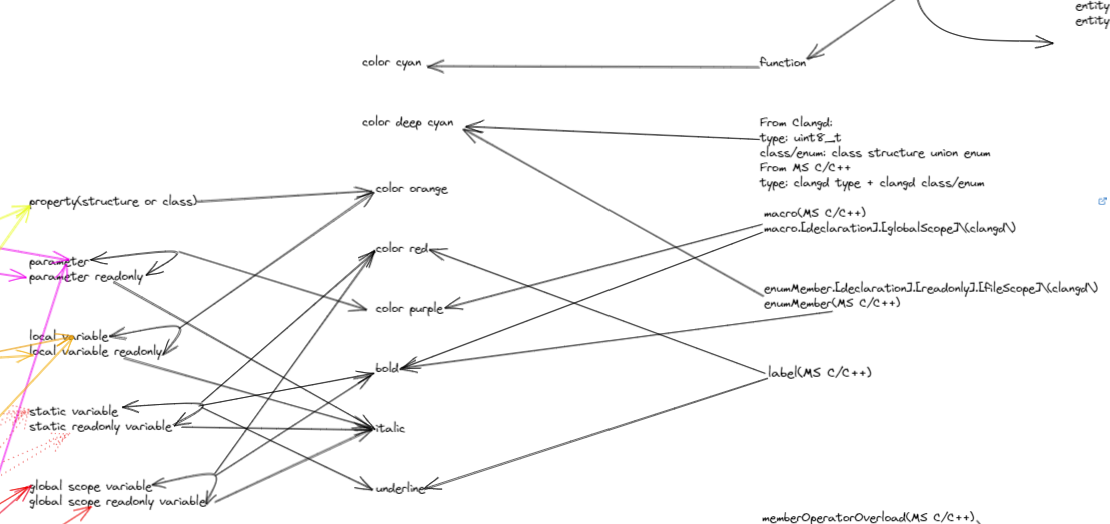 entity
entity
color cyan
function
color deep cyan
From Clangd:
type: uint8_t
class/enum: class structure union enum
From MS C/C++
type: clangd type + clangd class/enum
color orange
property(structure or class)
macro(MS C/C++)
macro.[declaration].[globalScope]\(clangd\)
color red
parameter
parameter readonly
enumMember.[declaration].[readonly].[fileScope]\(clangd\)
enumMember(MS C/C++)
color purple
local variable
local variable readonly
bold
label(MS C/C++)
static variable
static readonly variable
italic
global scope variable
global scope readonly variable
underline
memberOperatorOverload(MS C/C++)